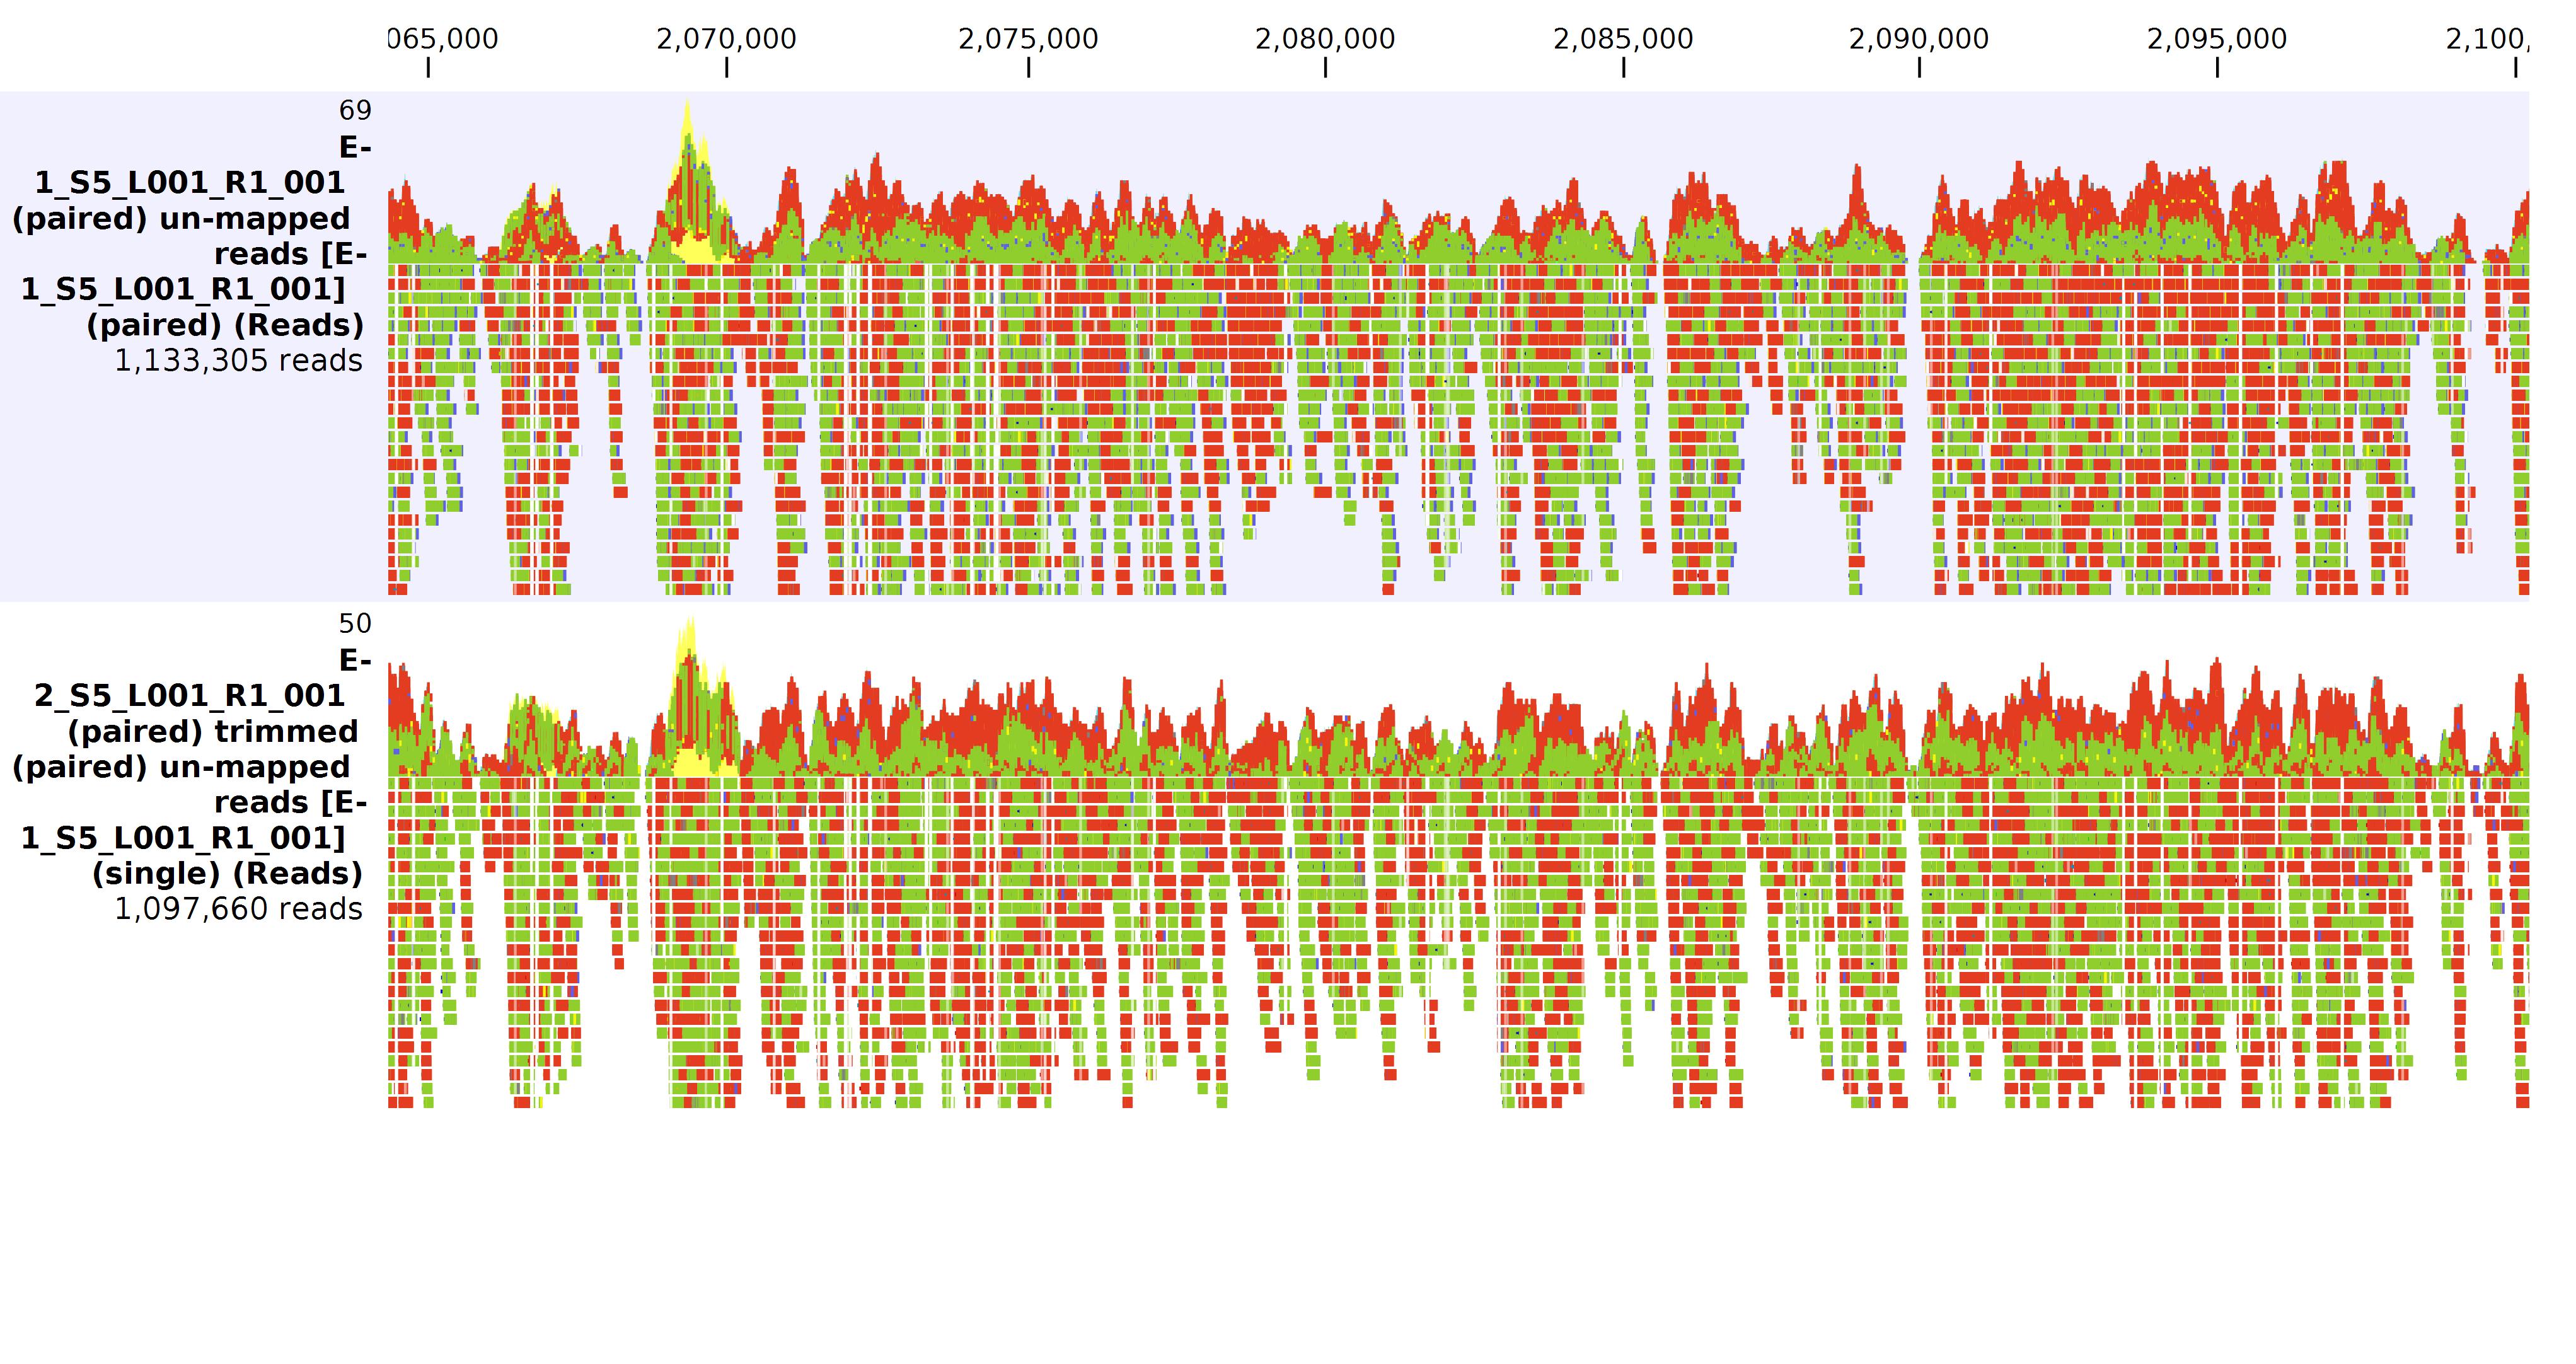 065,000 2,070,000 2,075,000 2,080,000 2,085,000 2,090,000 2,095,000 2,100,
69
E-
1_S5_L001_R1_001
(paired) un-mapped
reads [E-
1_S5_L001_R1_001]
(paired) (Reads)
1,133,305 reads
50
E-
2_S5_L001_R1_001
(paired) trimmed
(paired) un-mapped
reads [E-
1_S5_L001_R1_001]
(single) (Reads)
1,097,660 reads